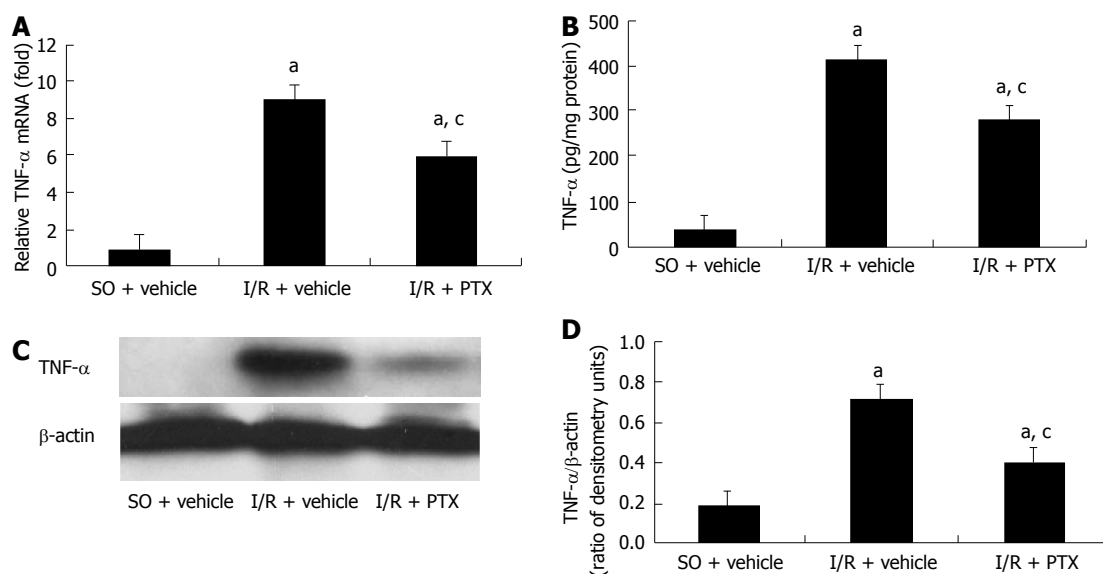 A
Relative TNF-α mRNA (fold)
12
10
8
6
4
2
0
a
a, c
SO + vehicle I/R + vehicle I/R + PTX
B
TNF-α (pg/mg protein)
500
400
300
200
100
0
a
a, c
SO + vehicle I/R + vehicle I/R + PTX
C
TNF-α
β-actin
SO + vehicle I/R + vehicle I/R + PTX
D
TNF-α/β-actin
(ratio of densitometry units)
1.0
0.8
0.6
0.4
0.2
0.0
a
a, c
SO + vehicle I/R + vehicle I/R + PTX